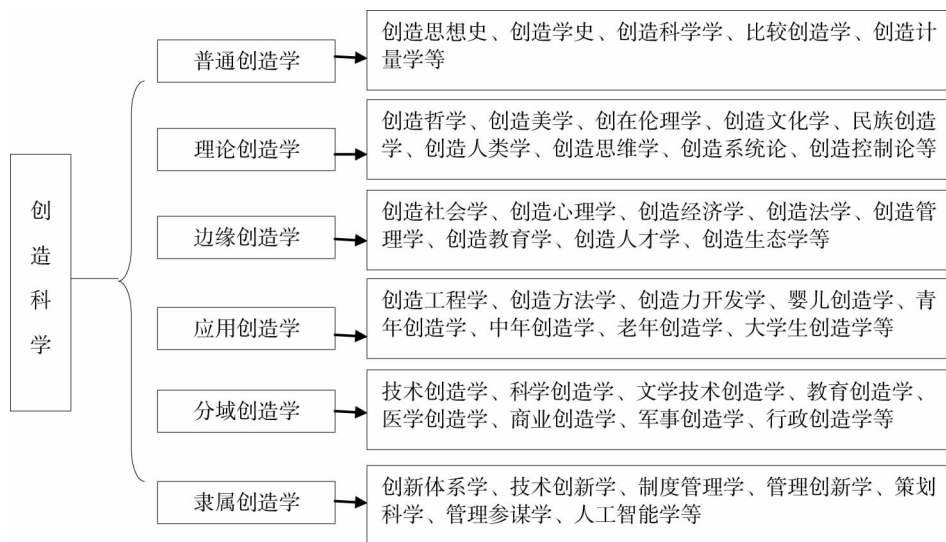 创造科学
普通创造学
创造思想史、创造学史、创造科学学、比较创造学、创造计
量学等
理论创造学
创造哲学、创造美学、创在伦理学、创造文化学、民族创造
学、创造人类学、创造思维学、创造系统论、创造控制论等
边缘创造学
创造社会学、创造心理学、创造经济学、创造法学、创造管
理学、创造教育学、创造人才学、创造生态学等
应用创造学
创造工程学、创造方法学、创造力开发学、婴儿创造学、青
年创造学、中年创造学、老年创造学、大学生创造学等
分域创造学
技术创造学、科学创造学、文学技术创造学、教育创造学、
医学创造学、商业创造学、军事创造学、行政创造学等
隶属创造学
创新体系学、技术创新学、制度管理学、管理创新学、策划
科学、管理参谋学、人工智能学等